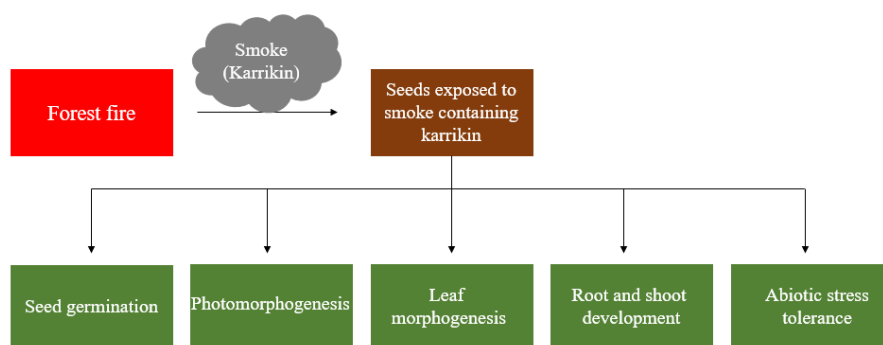 Smoke
(Karrikin)
Forest fire
Seeds exposed to
smoke containing
karrikin
Seed germination
Photomorphogenesis
Leaf
morphogenesis
Root and shoot
development
Abiotic stress
tolerance